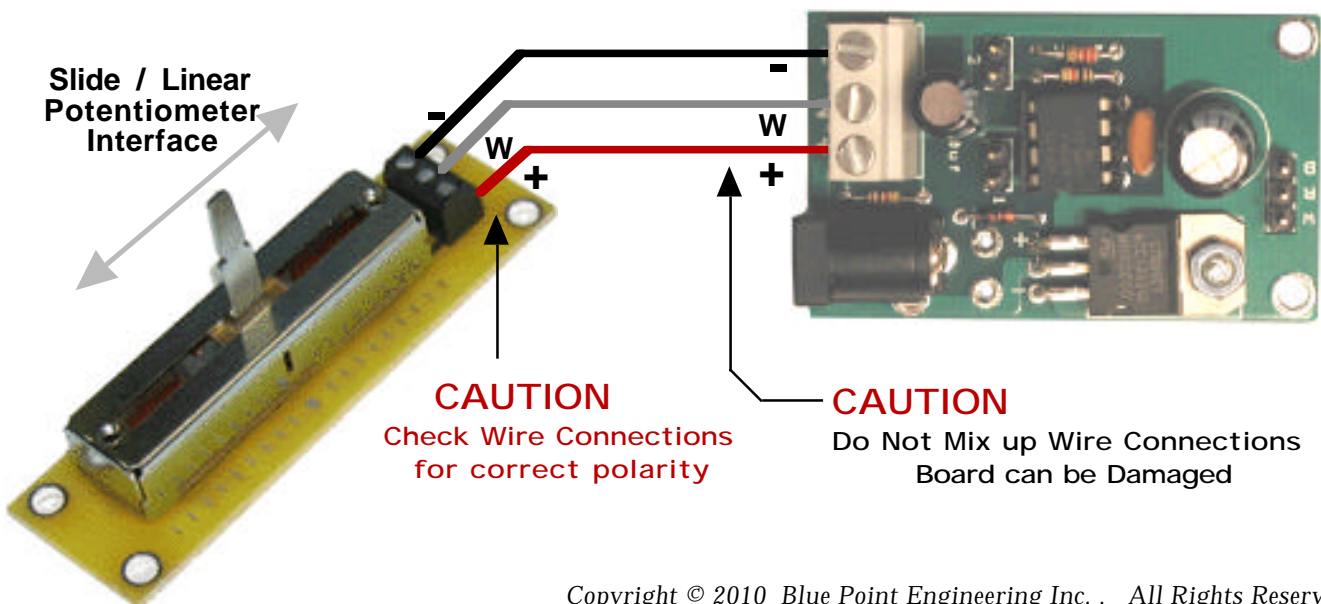 Slide / Linear
Potentiometer
Interface
-
W
+
-
W
+
CAUTION
Check Wire Connections
for correct polarity
CAUTION
Do Not Mix up Wire Connections
Board can be Damaged
Copyright © 2010 Blue Point Engineering Inc. . All Rights Reserv